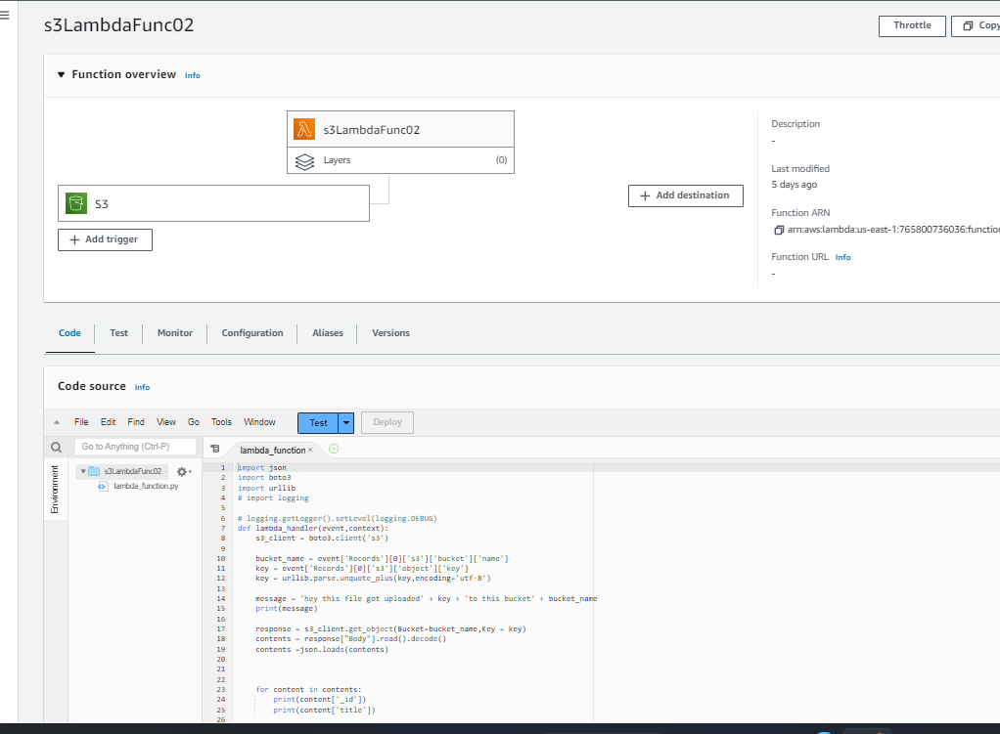 s3LambdaFunc02
Throttle
Copy
Function overview Info
s3LambdaFunc02
Layers (0)
S3
Add trigger
Add destination
Description
-
Last modified
5 days ago
Function ARN
arn:aws:lambda:us-east-1:765800736036:function
Function URL Info
-
Code Test Monitor Configuration Aliases Versions
Code source Info
File Edit Find View Go Tools Window Test Deploy
Go to Anything (Ctrl-P)
lambda_function ×
Environment
s3LambdaFunc02
lambda_function.py
1 import json
2 import boto3
3 import urllib
4 # import logging
5
6 # logging.getLogger().setLevel(logging.DEBUG)
7 def lambda_handler(event,context):
8 s3_client = boto3.client('s3')
9
10 bucket_name = event['Records'][0]['s3']['bucket']['name']
11 key = event['Records'][0]['s3']['object']['key']
12 key = urllib.parse.unquote_plus(key,encoding='utf-8')
13
14 message = 'hey this file got uploaded' + key + 'to this bucket' + bucket_name
15 print(message)
16
17 response = s3_client.get_object(Bucket=bucket_name,Key = key)
18 contents = response["Body"].read().decode()
19 contents =json.loads(contents)
20
21
22
23 for content in contents:
24 print(content['_id'])
25 print(content['title'])
26